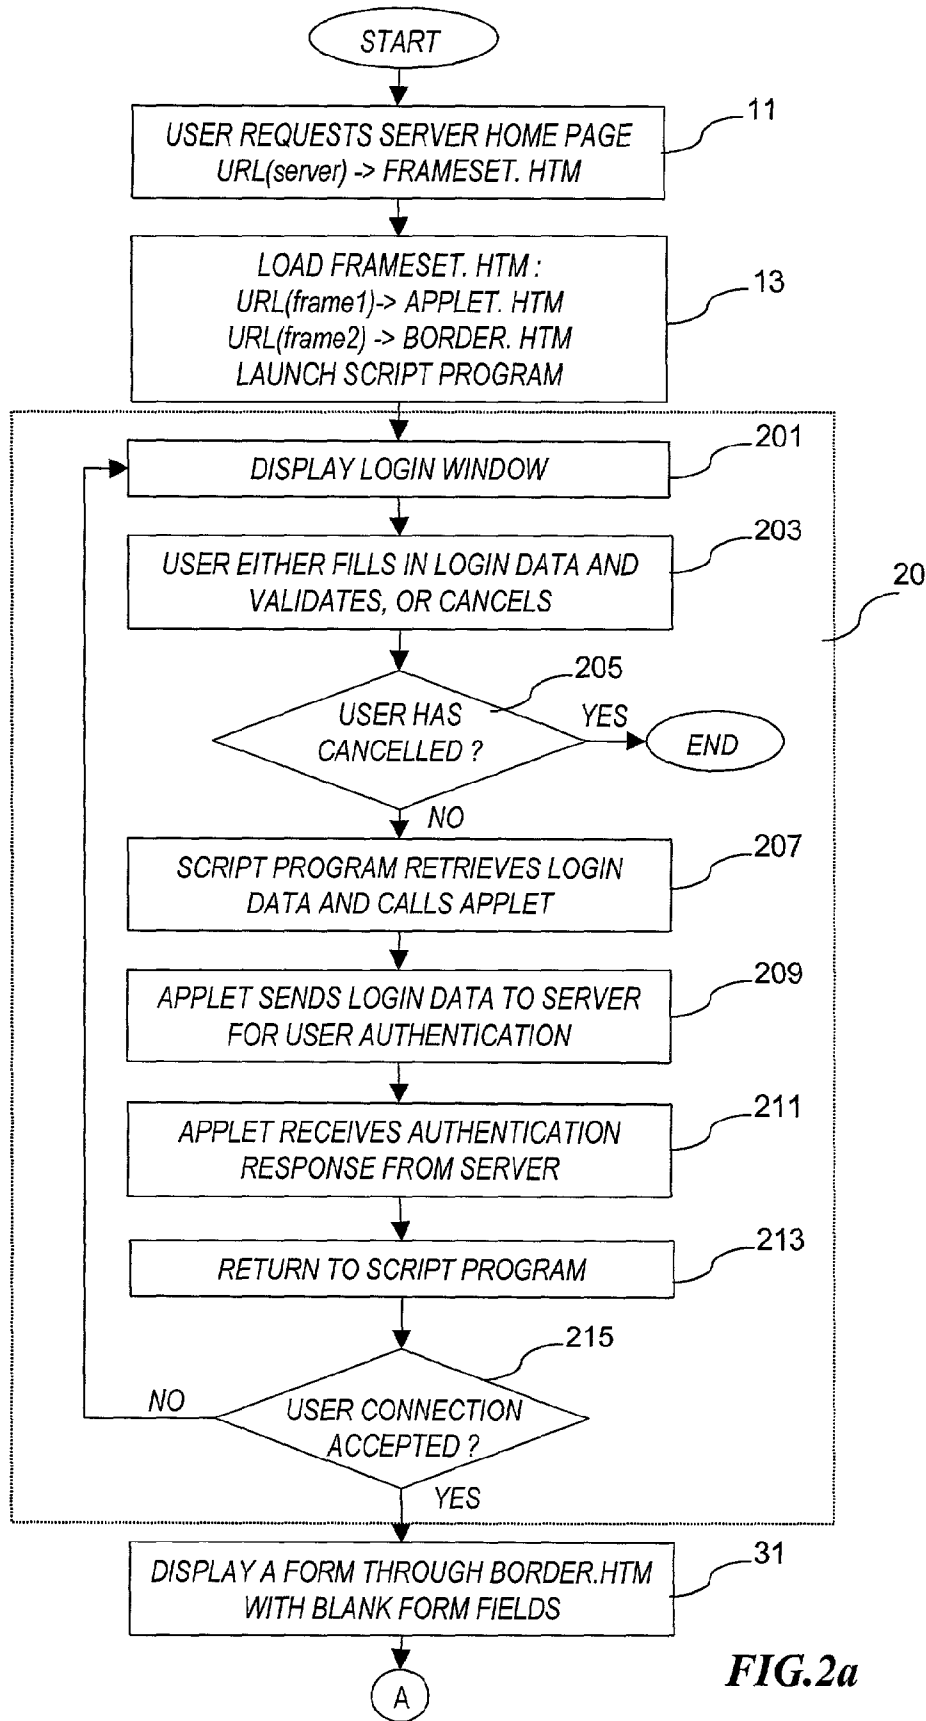 START
11
USER REQUESTS SERVER HOME PAGE
URL(server) -> FRAMESET. HTM
13
LOAD FRAMESET. HTM :
URL(frame1)-> APPLET. HTM
URL(frame2) -> BORDER. HTM
LAUNCH SCRIPT PROGRAM
201
DISPLAY LOGIN WINDOW
203
USER EITHER FILLS IN LOGIN DATA AND
VALIDATES, OR CANCELS
20
205
USER HAS
CANCELLED ?
YES
END
NO
207
SCRIPT PROGRAM RETRIEVES LOGIN
DATA AND CALLS APPLET
209
APPLET SENDS LOGIN DATA TO SERVER
FOR USER AUTHENTICATION
211
APPLET RECEIVES AUTHENTICATION
RESPONSE FROM SERVER
213
RETURN TO SCRIPT PROGRAM
215
NO
USER CONNECTION
ACCEPTED ?
YES
31
DISPLAY A FORM THROUGH BORDER.HTM
WITH BLANK FORM FIELDS
A
FIG.2a